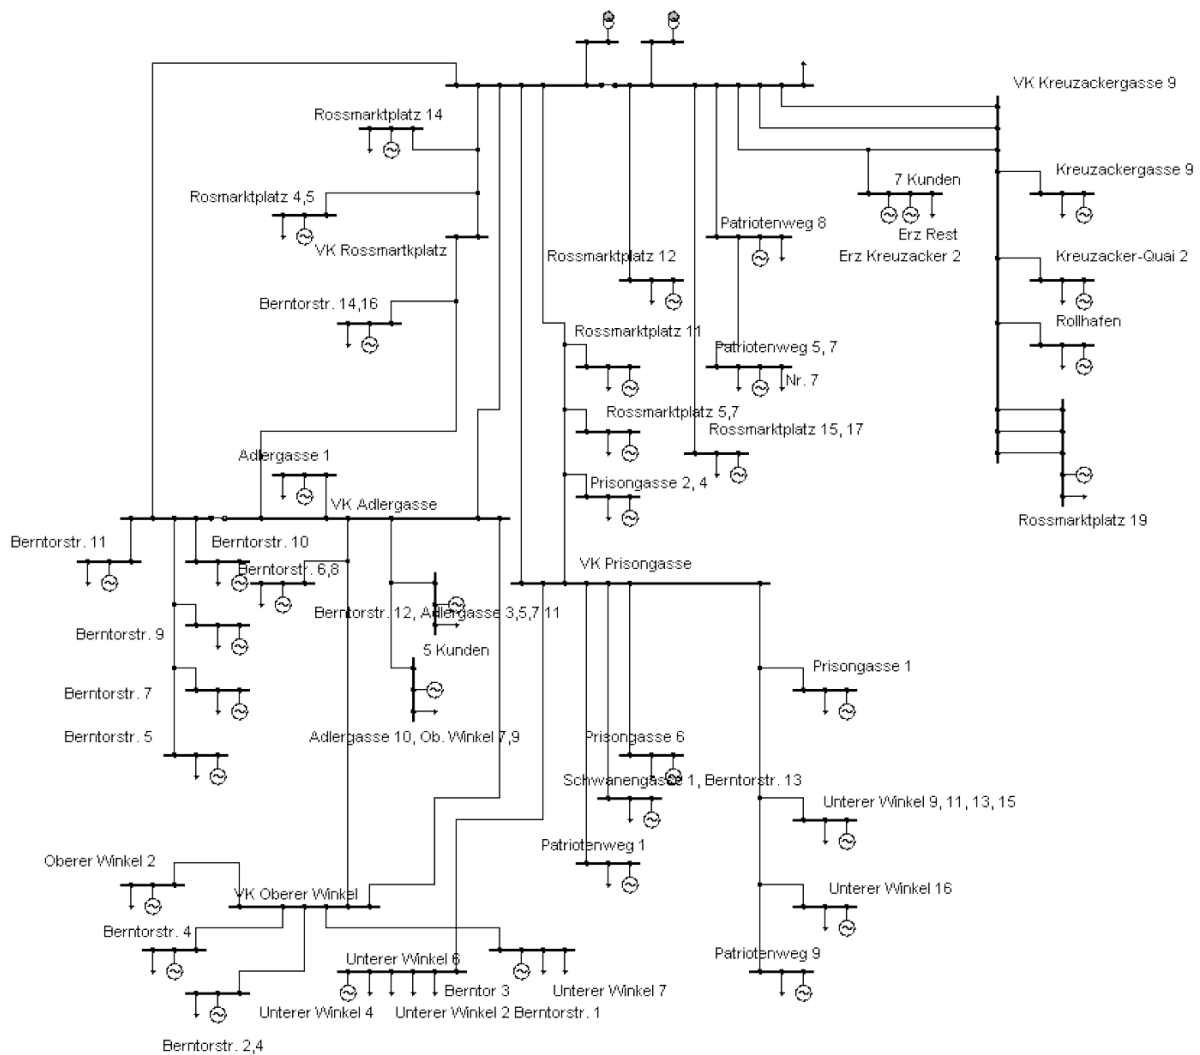 VK Kreuzackergasse 9
Rossmarktplatz 14
Kreuzackergasse 9
7 Kunden
Rosmarktplatz 4,5
Patriotenweg 8
Erz Rest
VK Rossmartkplatz
Rossmarktplatz 12
Erz Kreuzacker 2
Kreuzacker-Quai 2
Berntorstr. 14,16
Rollhafen
Rossmarktplatz 11
Patriotenweg 5, 7
Nr. 7
Rossmarktplatz 5,7
Rossmarktplatz 15, 17
Adlergasse 1
Prisongasse 2, 4
VK Adlergasse
Rossmarktplatz 19
Berntorstr. 11
Berntorstr. 10
VK Prisongasse
Berntorstr. 6,8
Berntorstr. 12, Adlergasse 3,5,7 11
Berntorstr. 9
5 Kunden
Prisongasse 1
Berntorstr. 7
Berntorstr. 5
Adlergasse 10, Ob. Winkel 7,9
Prisongasse 6
Schwanengasse 1, Berntorstr. 13
Unterer Winkel 9, 11, 13, 15
Patriotenweg 1
Oberer Winkel 2
VK Oberer Winkel
Unterer Winkel 16
Berntorstr. 4
Patriotenweg 9
Unterer Winkel 6
Berntor 3
Unterer Winkel 7
Unterer Winkel 4
Unterer Winkel 2
Berntorstr. 1
Berntorstr. 2,4